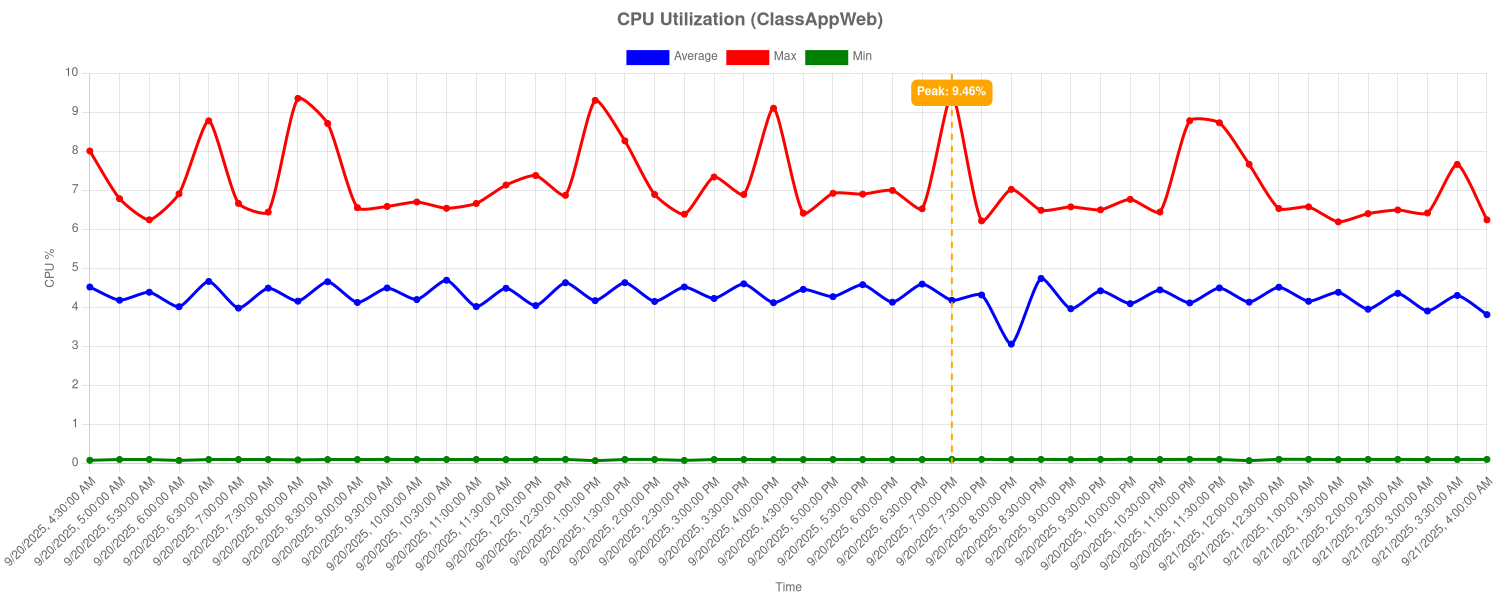 CPU Utilization (ClassAppWeb)
Average Max Min
10
9
8
7
6
5
4
3
2
1
0
CPU %
Peak: 9.46%
9/20/2025, 4:30:00 AM
9/20/2025, 5:00:00 AM
9/20/2025, 5:30:00 AM
9/20/2025, 6:00:00 AM
9/20/2025, 6:30:00 AM
9/20/2025, 7:00:00 AM
9/20/2025, 7:30:00 AM
9/20/2025, 8:00:00 AM
9/20/2025, 8:30:00 AM
9/20/2025, 9:00:00 AM
9/20/2025, 9:30:00 AM
9/20/2025, 10:00:00 AM
9/20/2025, 10:30:00 AM
9/20/2025, 11:00:00 AM
9/20/2025, 11:30:00 AM
9/20/2025, 12:00:00 PM
9/20/2025, 12:30:00 PM
9/20/2025, 1:00:00 PM
9/20/2025, 1:30:00 PM
9/20/2025, 2:00:00 PM
9/20/2025, 2:30:00 PM
9/20/2025, 3:00:00 PM
9/20/2025, 3:30:00 PM
9/20/2025, 4:00:00 PM
9/20/2025, 4:30:00 PM
9/20/2025, 5:00:00 PM
9/20/2025, 5:30:00 PM
9/20/2025, 6:00:00 PM
9/20/2025, 6:30:00 PM
9/20/2025, 7:00:00 PM
9/20/2025, 7:30:00 PM
9/20/2025, 8:00:00 PM
9/20/2025, 8:30:00 PM
9/20/2025, 9:00:00 PM
9/20/2025, 9:30:00 PM
9/20/2025, 10:00:00 PM
9/20/2025, 10:30:00 PM
9/20/2025, 11:00:00 PM
9/20/2025, 11:30:00 PM
9/21/2025, 12:00:00 AM
9/21/2025, 12:30:00 AM
9/21/2025, 1:00:00 AM
9/21/2025, 1:30:00 AM
9/21/2025, 2:00:00 AM
9/21/2025, 2:30:00 AM
9/21/2025, 3:00:00 AM
9/21/2025, 3:30:00 AM
9/21/2025, 4:00:00 AM
Time